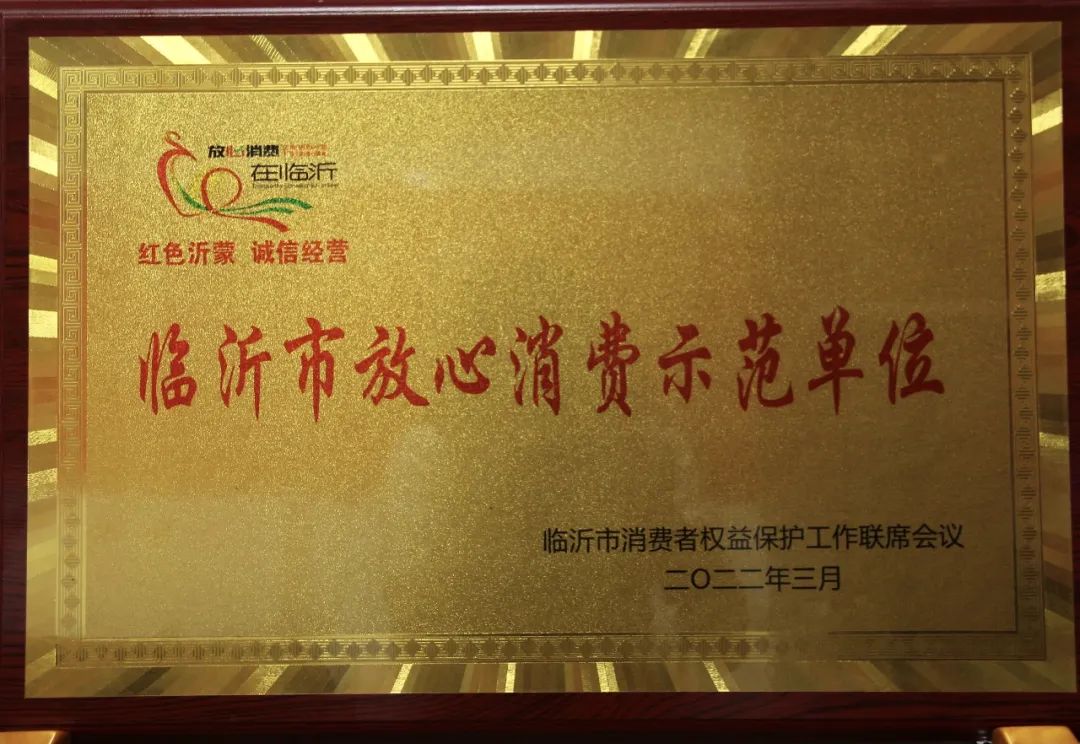 放心消费
在临沂
红色沂蒙 诚信经营
临沂市放心消费示范单位
临沂市消费者权益保护工作联席会议
二〇二二年三月